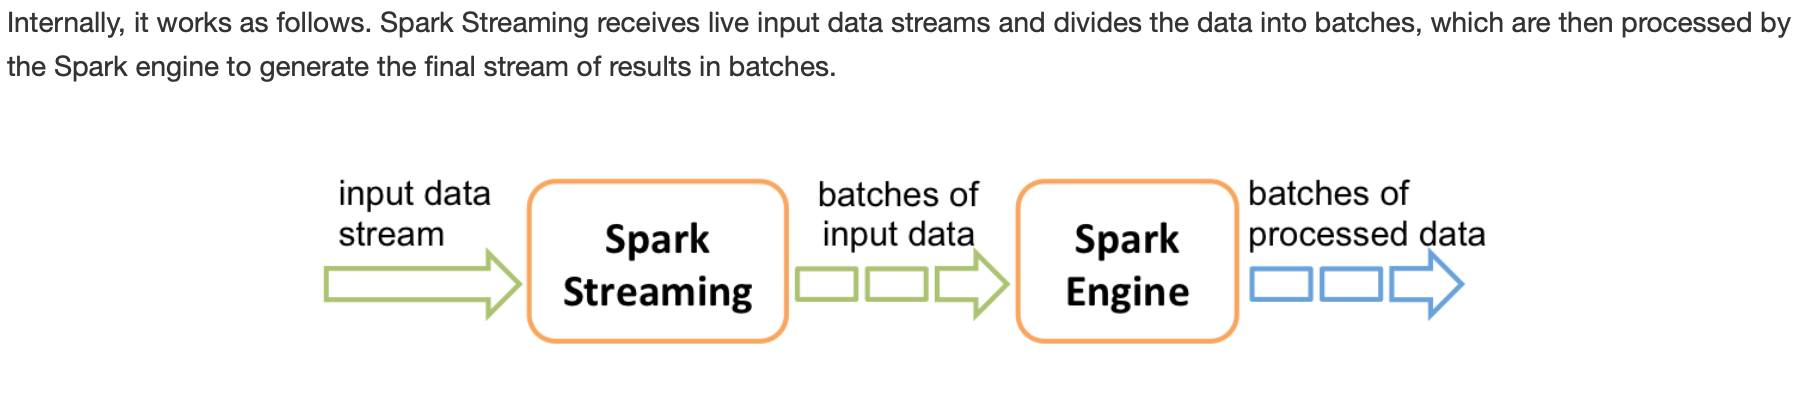 Internally, it works as follows. Spark Streaming receives live input data streams and divides the data into batches, which are then processed by
the Spark engine to generate the final stream of results in batches.
input data
stream
Spark
Streaming
batches of
input data
Spark
Engine
batches of
processed data